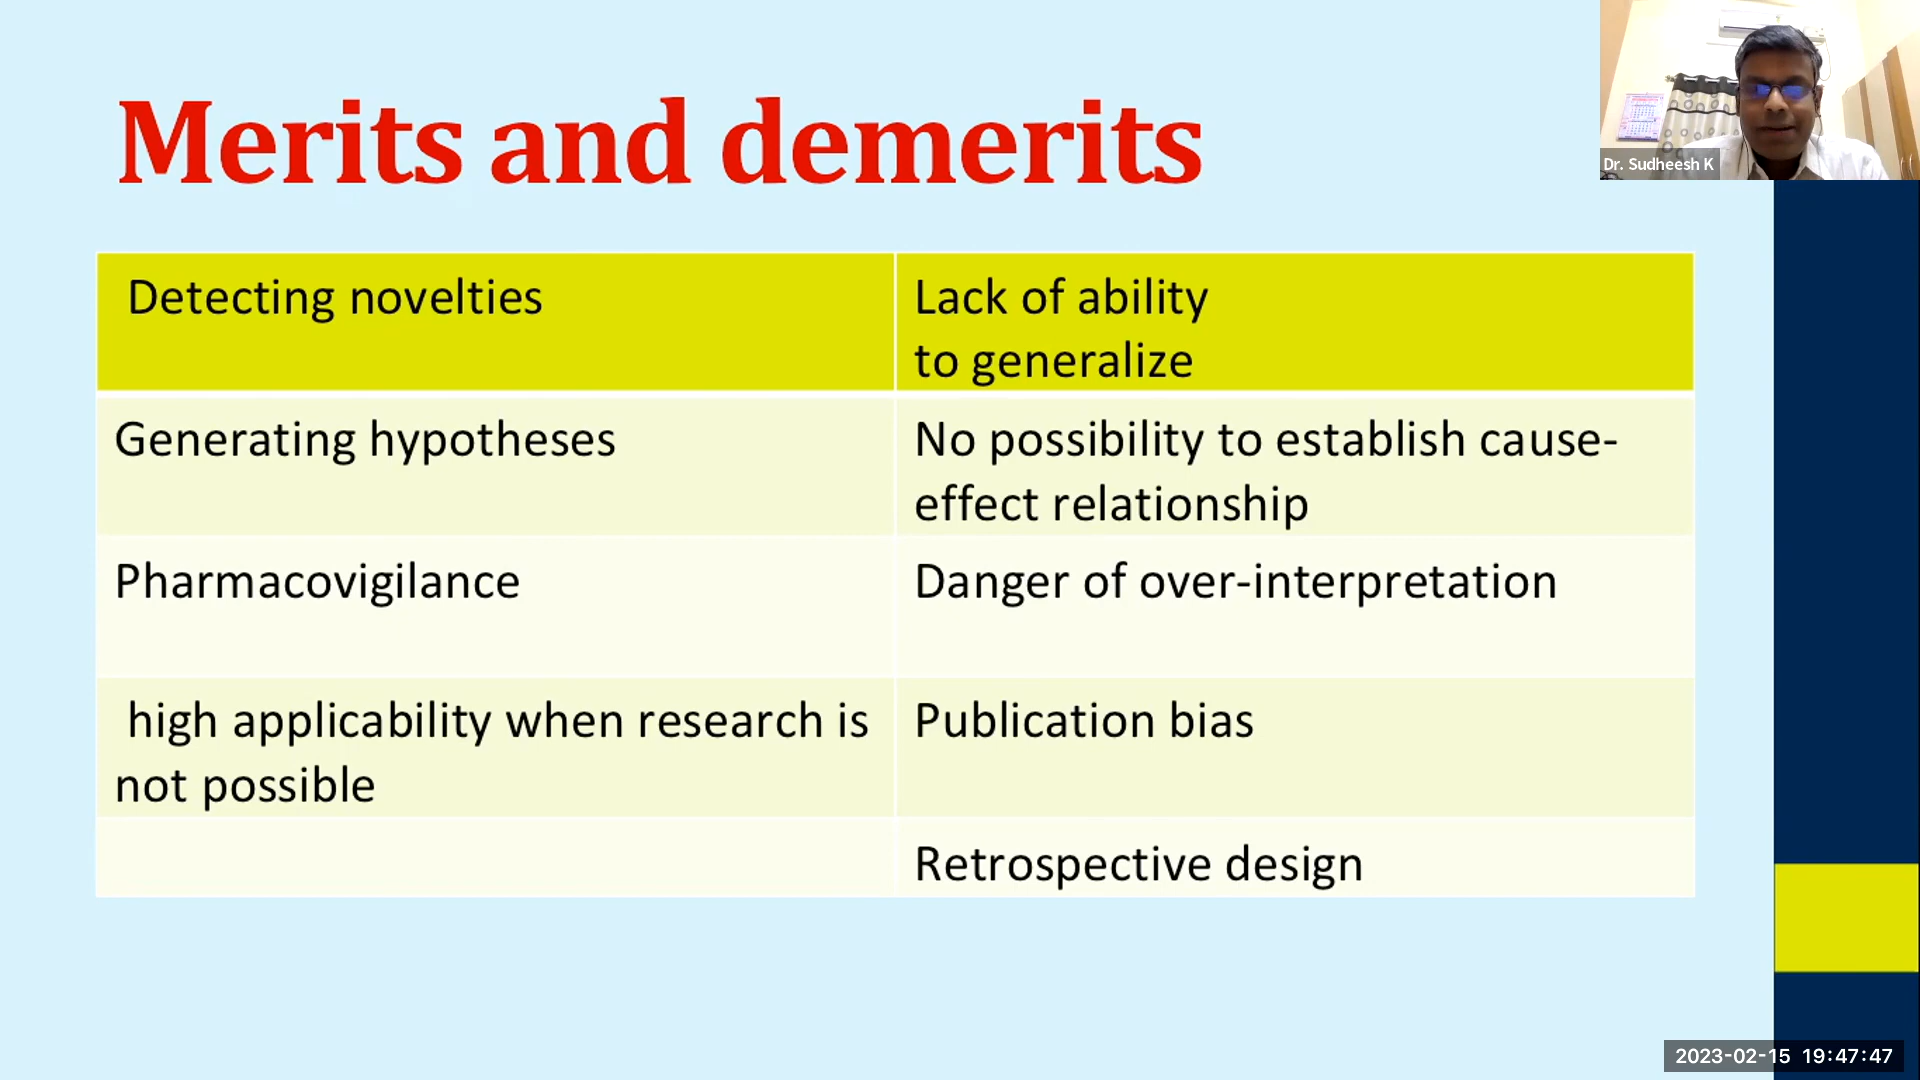 Merits and demerits
Dr. Sudheesh K
Detecting novelties
Lack of ability
to generalize
Generating hypotheses
No possibility to establish cause-
effect relationship
Pharmacovigilance
Danger of over-interpretation
high applicability when research is
not possible
Publication bias
Retrospective design
2023-02-15 19:47:47